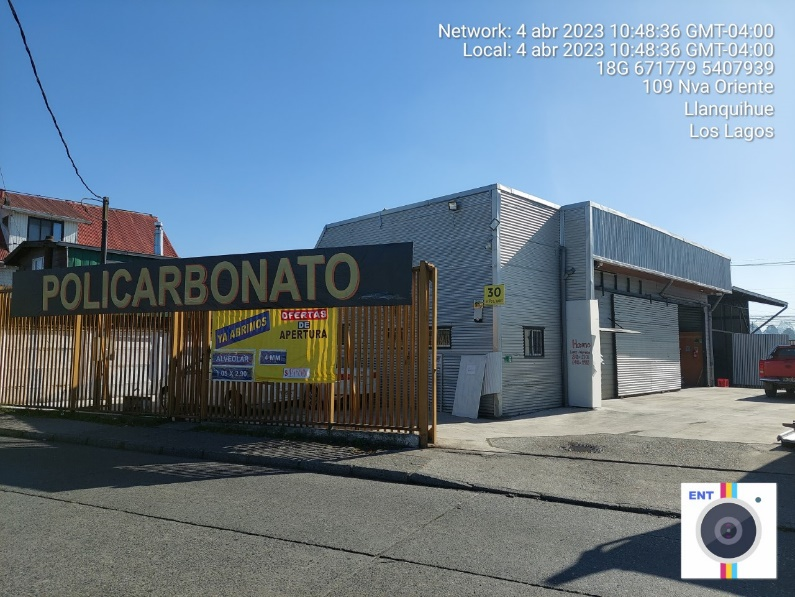 Network: 4 abr 2023 10:48:36 GMT-04:00
Local: 4 abr 2023 10:48:36 GMT-04:00
18G 671779 5407939
109 Nva Oriente
Llanquihue
Los Lagos
POLICARBONATO
30
YA ABRIMOS
OFERTAS
DE
APERTURA
ALVEOLAR
4 MM
1.05 X 2.90
ENT